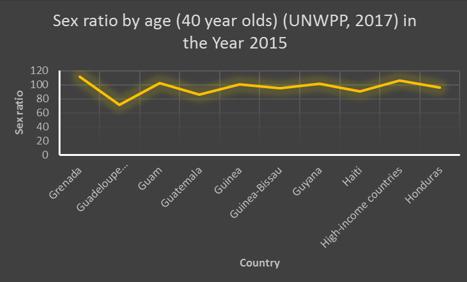 Sex ratio by age (40 year olds) (UNWPP, 2017) in
the Year 2015
120
100
80
60
40
20
0
Sex ratio
Grenada
Guadeloupe...
Guam
Guatemala
Guinea
Guinea-Bissau
Guyana
Haiti
High-income countries
Honduras
Country